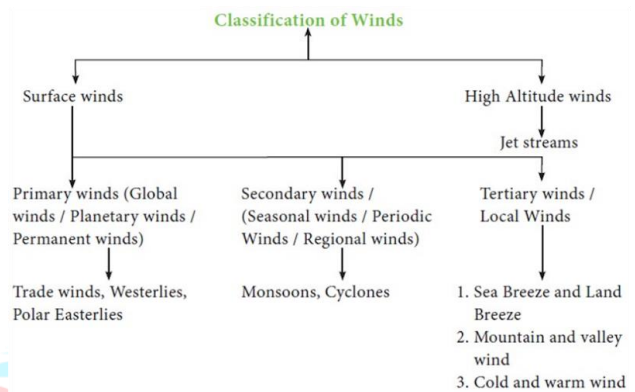 Classification of Winds
Surface winds
High Altitude winds
Jet streams
Primary winds (Global
winds / Planetary winds /
Permanent winds)
Secondary winds /
(Seasonal winds / Periodic
Winds / Regional winds)
Tertiary winds /
Local Winds
Trade winds, Westerlies,
Polar Easterlies
Monsoons, Cyclones
1. Sea Breeze and Land
Breeze
2. Mountain and valley
wind
3. Cold and warm wind